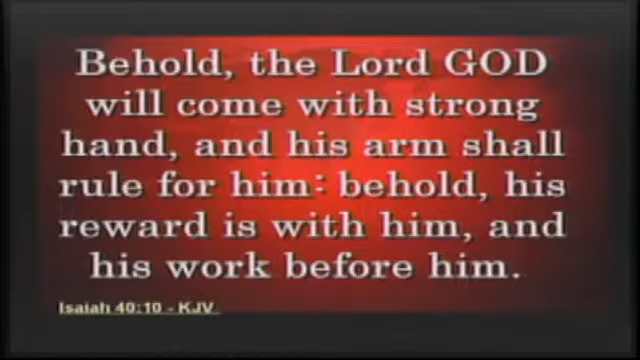 Behold, the Lord GOD
will come with strong
hand, and his arm shall
rule for him: behold, his
reward is with him, and
his work before him.
Isaiah 40:10 - KJV